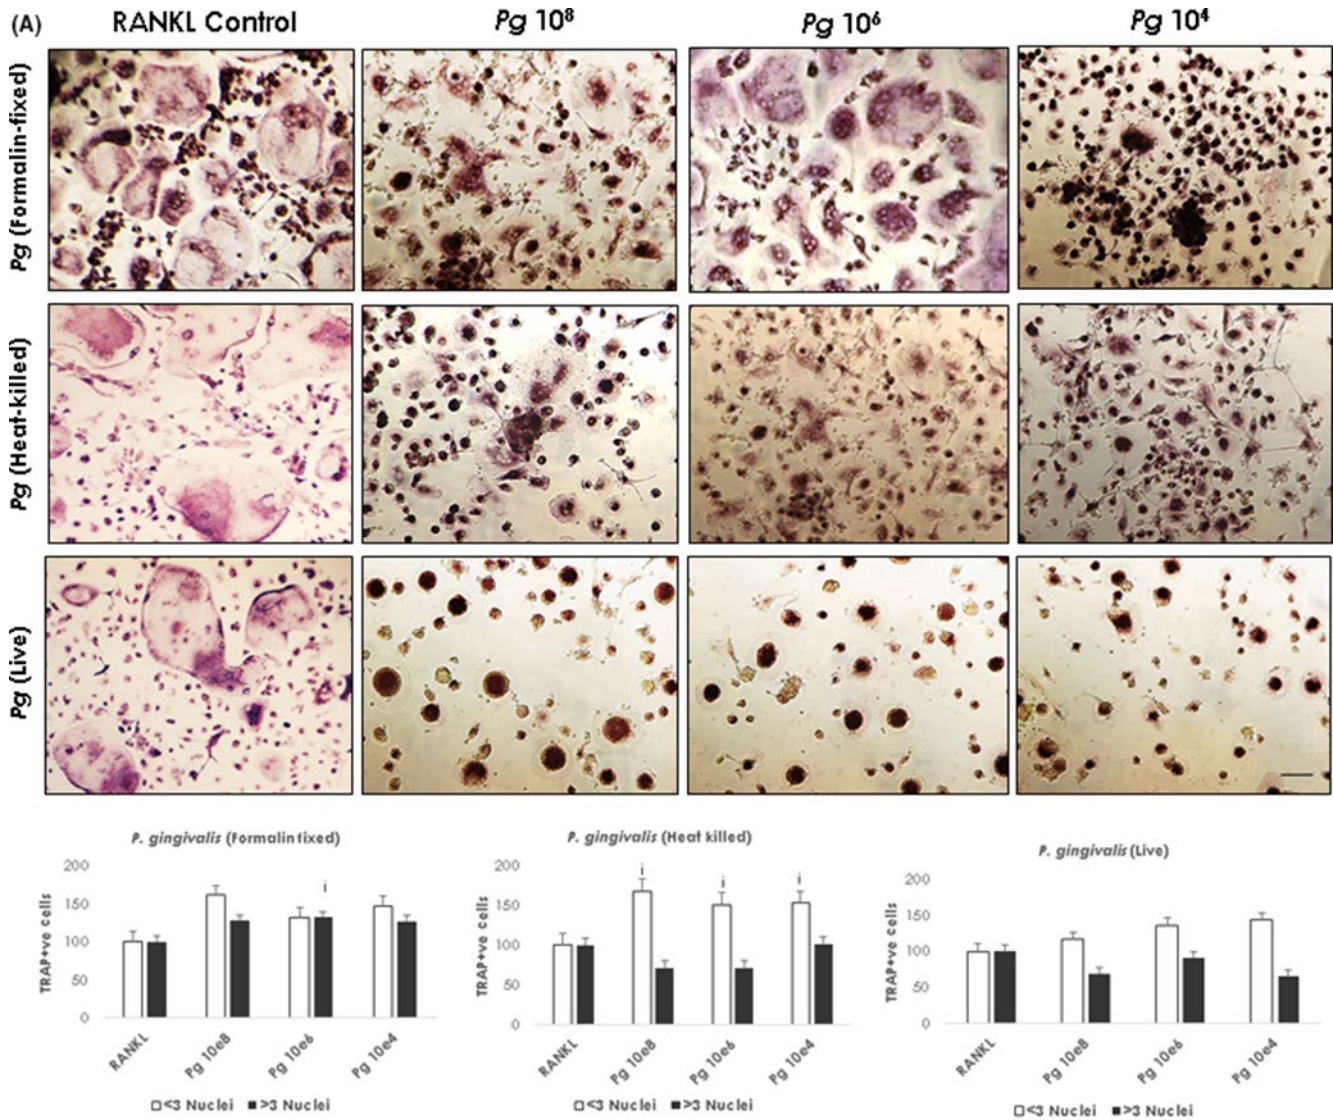 (A) RANKL Control Pg 10⁸ Pg 10⁶ Pg 10⁴
Pg (Formalin-fixed)
Pg (Heat-killed)
Pg (Live)
P. gingivalis (Formalin fixed)
200
150
100
50
0
TRAP+ve cells
i
RANKL
Pg 10e8
Pg 10e6
Pg 10e4
<3 Nuclei >3 Nuclei
P. gingivalis (Heat killed)
200
150
100
50
0
TRAP+ve cells
i i i
RANKL
Pg 10e8
Pg 10e6
Pg 10e4
<3 Nuclei >3 Nuclei
P. gingivalis (Live)
200
150
100
50
0
TRAP+ve cells
RANKL
Pg 10e8
Pg 10e6
Pg 10e4
<3 Nuclei >3 Nuclei